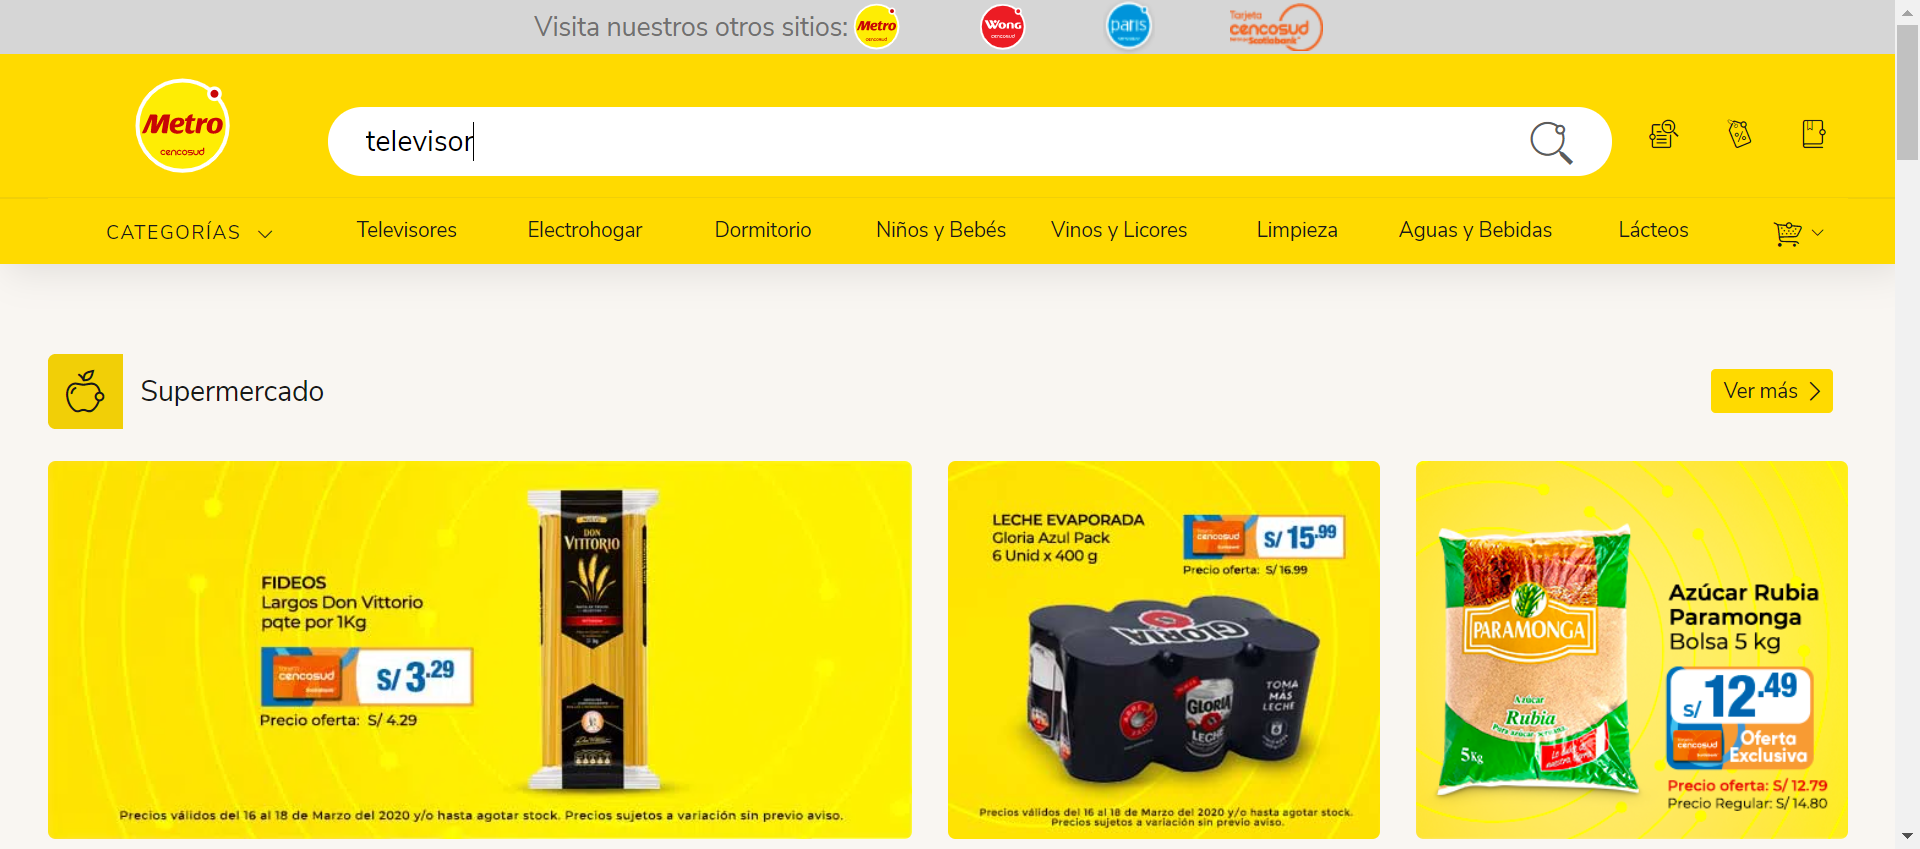 Visita nuestros otros sitios:
Metro
cencosud
Wong
cencosud
paris
Tarjeta
cencosud
Scotiabank
Metro
cencosud
televisor
CATEGORÍAS
Televisores
Electrohogar
Dormitorio
Niños y Bebés
Vinos y Licores
Limpieza
Aguas y Bebidas
Lácteos
Supermercado
Ver más
FIDEOS
Largos Don Vittorio
pqte por 1Kg
cencosud
S/ 3.29
Precio oferta: S/ 4.29
DON
VITTORIO
Precios válidos del 16 al 18 de Marzo del 2020 y/o hasta agotar stock. Precios sujetos a variación sin previo aviso.
LECHE EVAPORADA
Gloria Azul Pack
6 Unid x 400 g
cencosud
S/ 15.99
Precio oferta: S/ 16.99
GLORIA
TOMA
MÁS
LECHE
GLORIA
LECHE
Precios válidos del 16 al 18 de Marzo del 2020 y/o hasta agotar stock.
Precios sujetos a variación sin previo aviso.
PARAMONGA
Azúcar
Rubia
5 Kg
Azúcar Rubia
Paramonga
Bolsa 5 kg
S/ 12.49
cencosud
Oferta
Exclusiva
Precio oferta: S/ 12.79
Precio Regular: S/ 14.80